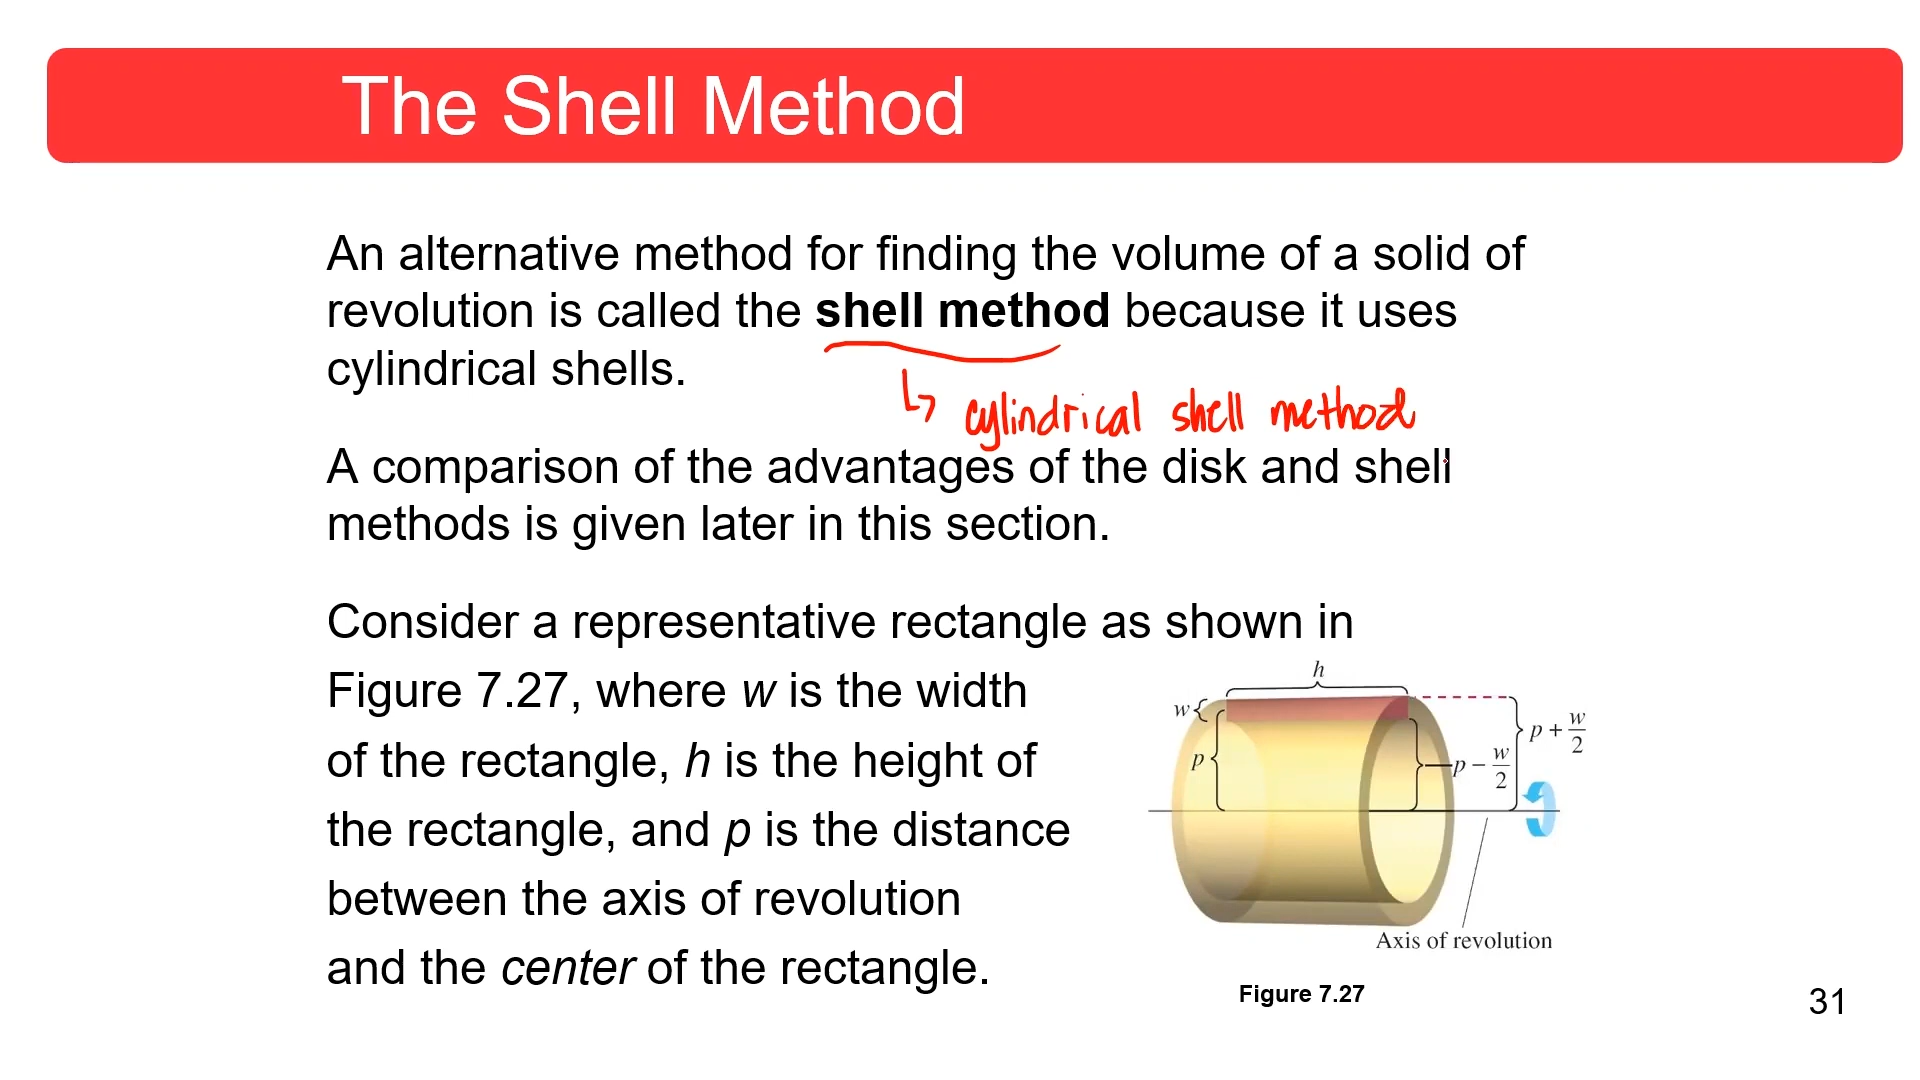 The Shell Method
An alternative method for finding the volume of a solid of
revolution is called the shell method because it uses
cylindrical shells.
↳ cylindrical shell method
A comparison of the advantages of the disk and shell
methods is given later in this section.
Consider a representative rectangle as shown in
Figure 7.27, where w is the width
of the rectangle, h is the height of
the rectangle, and p is the distance
between the axis of revolution
and the center of the rectangle.
h
w
p
p + w/2
p − w/2
Axis of revolution
Figure 7.27
31